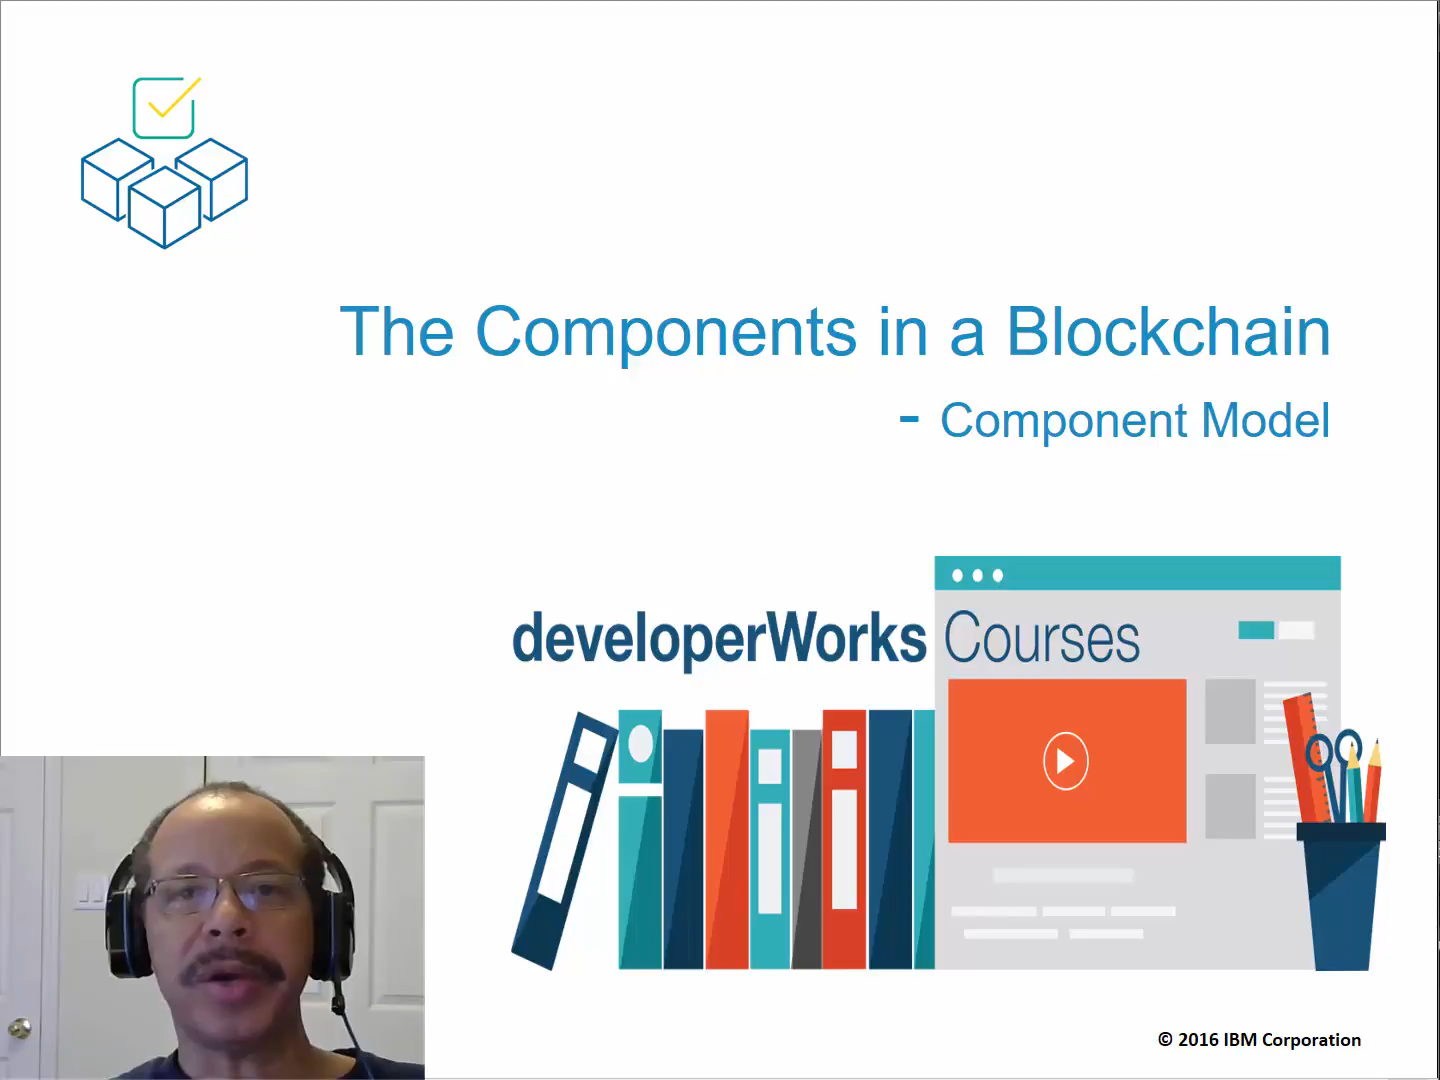 The Components in a Blockchain
- Component Model
developerWorks Courses
© 2016 IBM Corporation